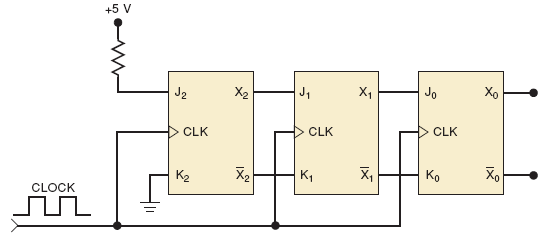 +5 V
J₂ X₂ J₁ X₁ J₀ X₀
CLK CLK CLK
K₂ X̅₂ K₁ X̅₁ K₀ X̅₀
CLOCK